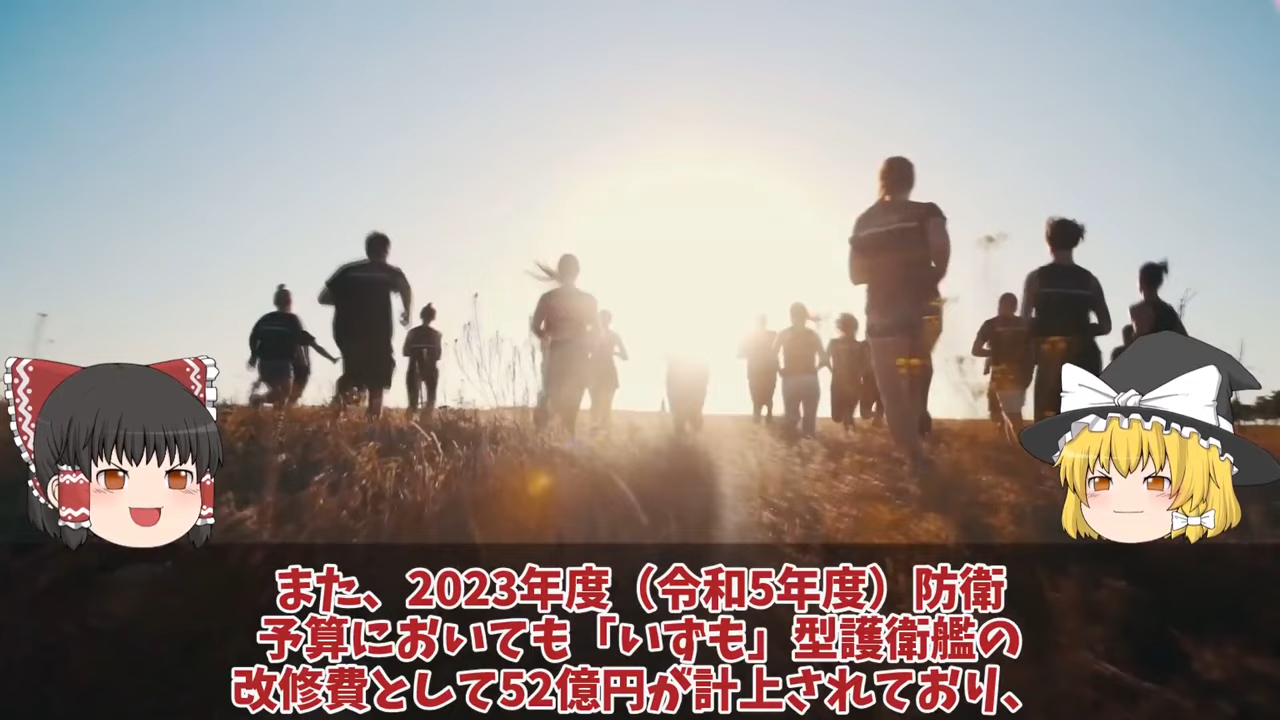 また、2023年度（令和5年度）防衛
予算においても「いずも」型護衛艦の
改修費として52億円が計上されており、